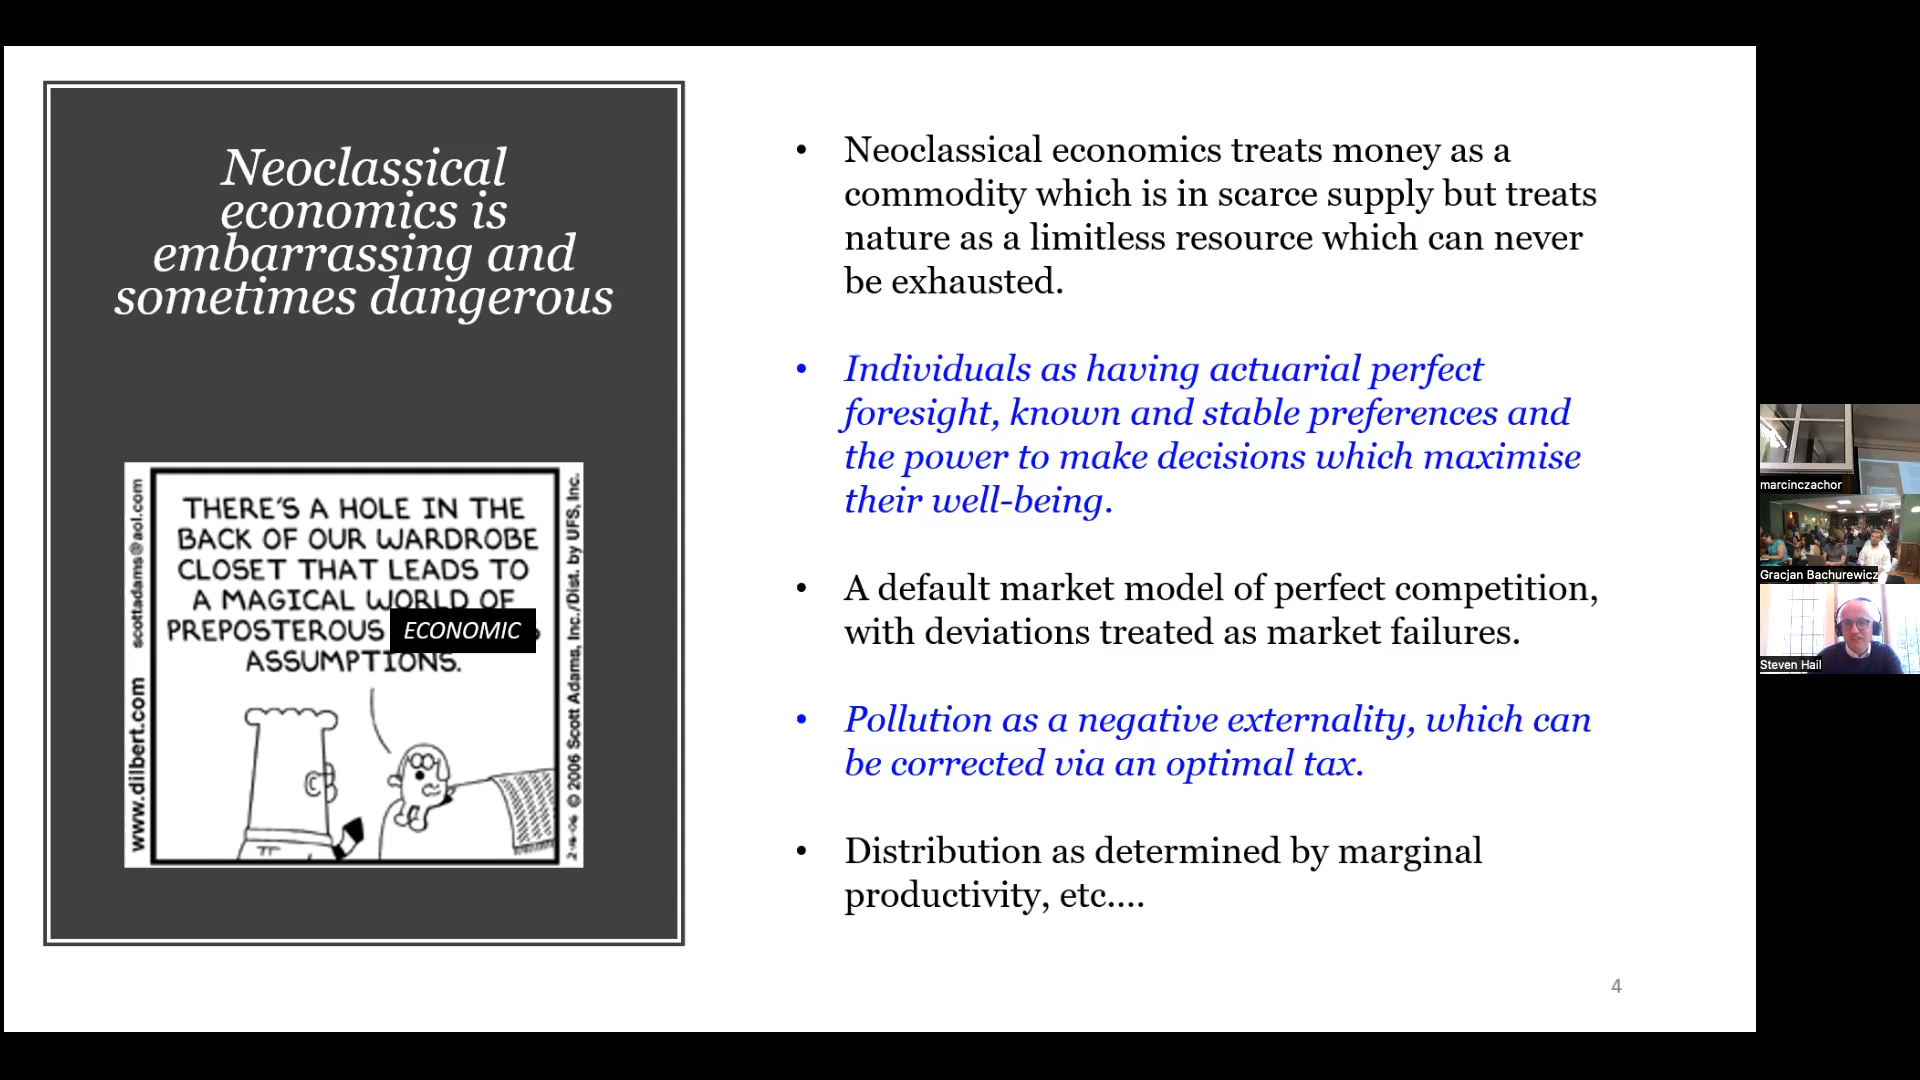 Neoclassical
economics is
embarrassing and
sometimes dangerous
www.dilbert.com scottadams@aol.com
THERE'S A HOLE IN THE
BACK OF OUR WARDROBE
CLOSET THAT LEADS TO
A MAGICAL WORLD OF
PREPOSTEROUS ECONOMIC
ASSUMPTIONS.
2-16-06 © 2006 Scott Adams, Inc./Dist. by UFS, Inc.
• Neoclassical economics treats money as a
commodity which is in scarce supply but treats
nature as a limitless resource which can never
be exhausted.
• Individuals as having actuarial perfect
foresight, known and stable preferences and
the power to make decisions which maximise
their well-being.
• A default market model of perfect competition,
with deviations treated as market failures.
• Pollution as a negative externality, which can
be corrected via an optimal tax.
• Distribution as determined by marginal
productivity, etc....
4
marcinczachor
Gracjan Bachurewicz
Steven Hail